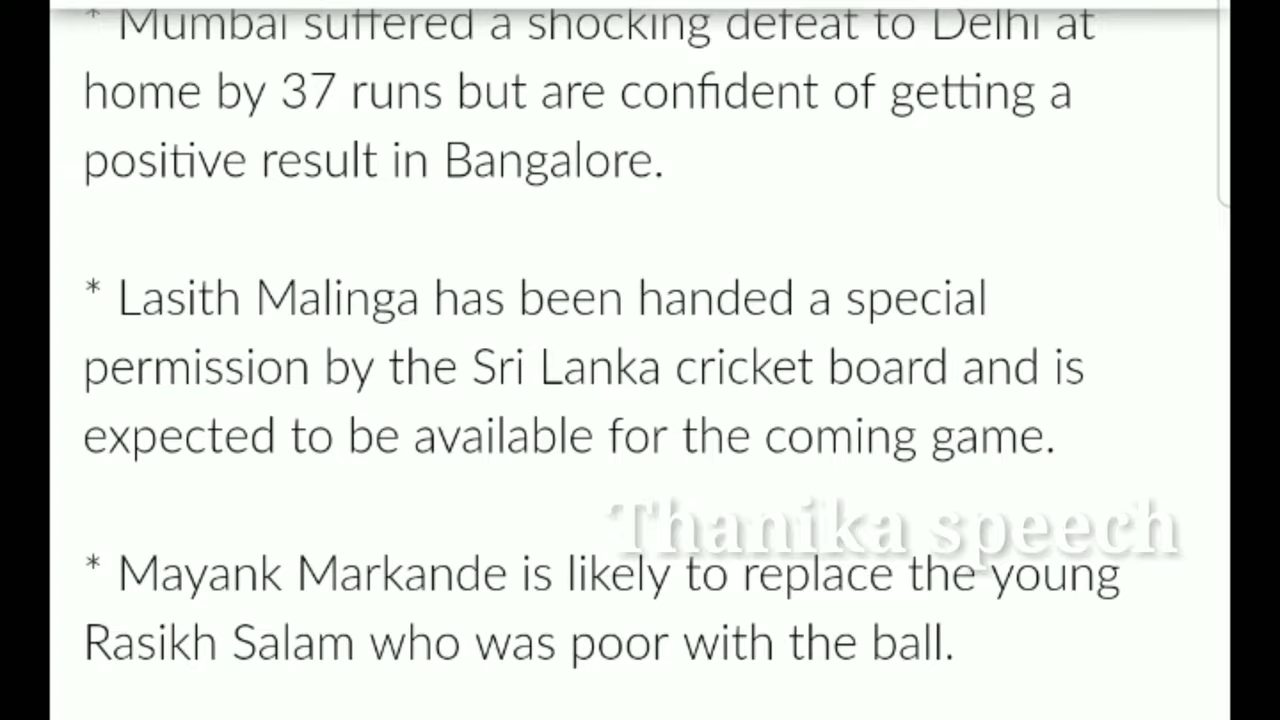 * Mumbai suffered a shocking defeat to Delhi at
home by 37 runs but are confident of getting a
positive result in Bangalore.
* Lasith Malinga has been handed a special
permission by the Sri Lanka cricket board and is
expected to be available for the coming game.
Thanika speech
* Mayank Markande is likely to replace the young
Rasikh Salam who was poor with the ball.